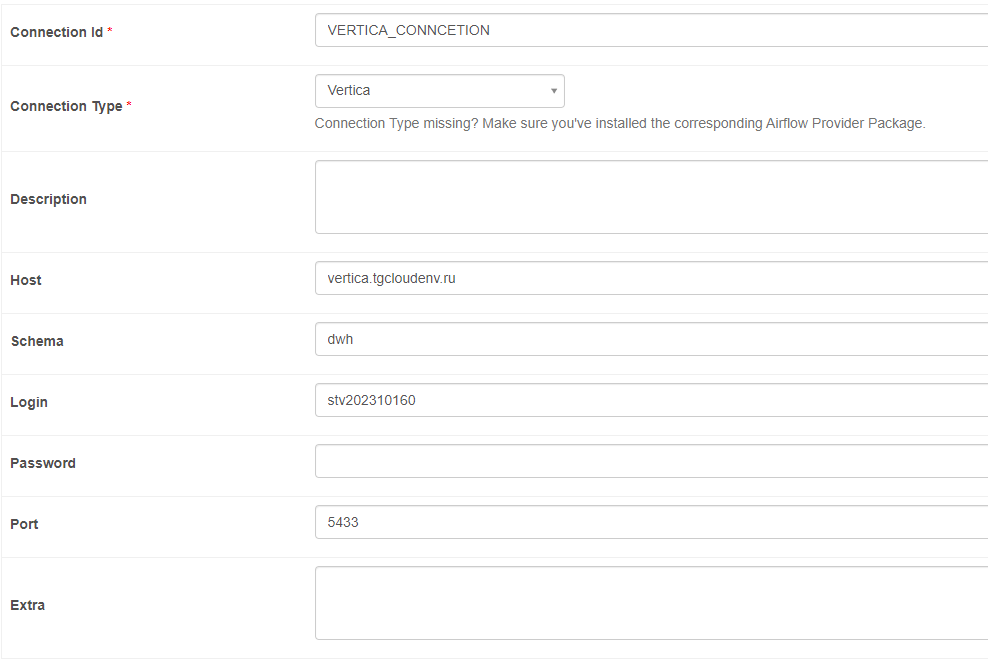 Connection Id *
VERTICA_CONNCETION
Connection Type *
Vertica
Connection Type missing? Make sure you've installed the corresponding Airflow Provider Package.
Description
Host
vertica.tgcloudenv.ru
Schema
dwh
Login
stv202310160
Password
Port
5433
Extra